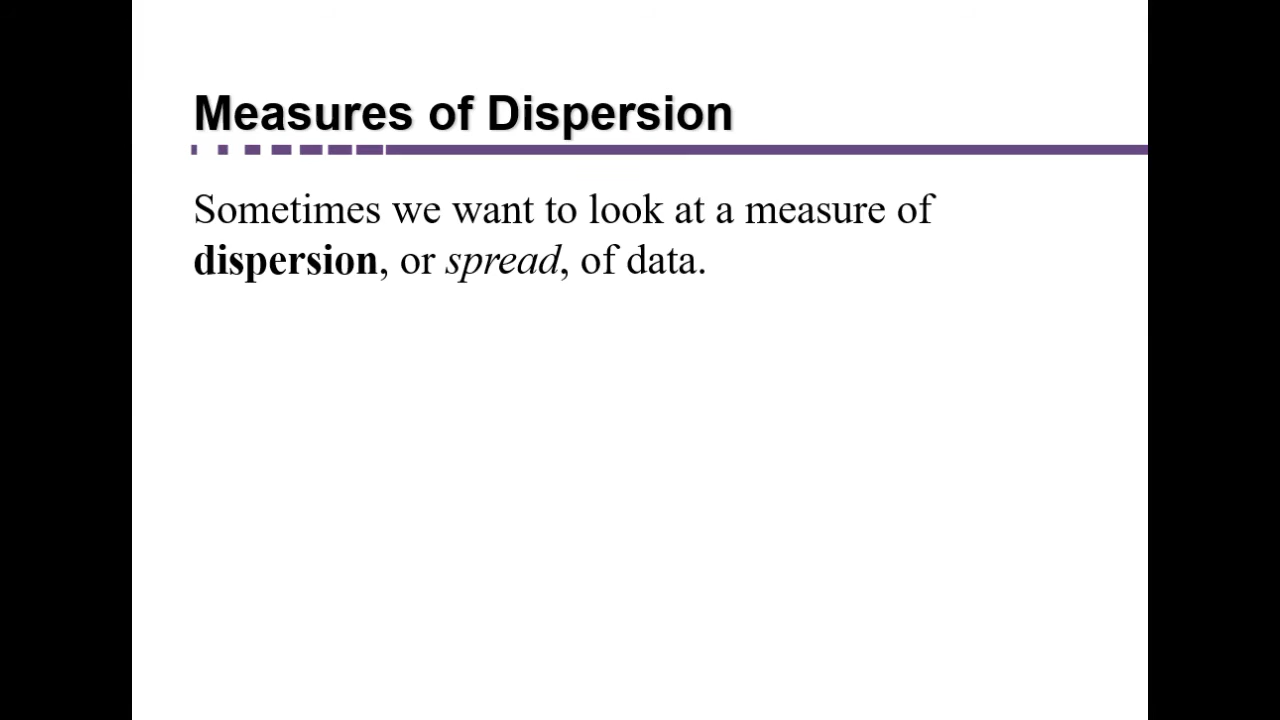 Measures of Dispersion
Sometimes we want to look at a measure of
dispersion, or spread, of data.